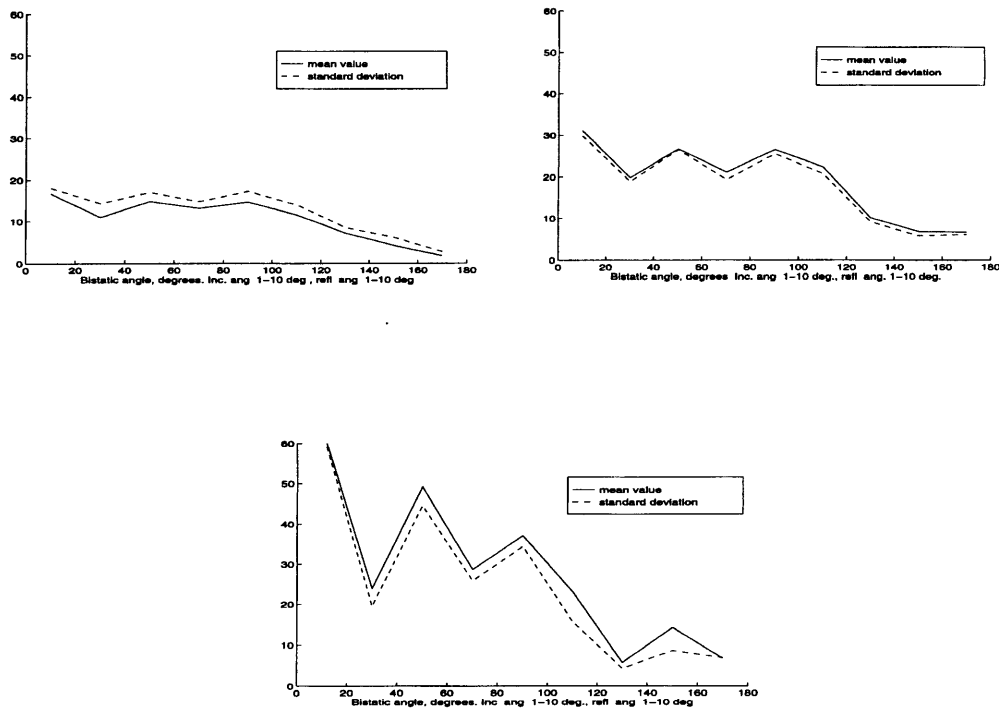 60
50
40
30
20
10
0
mean value
standard deviation
0 20 40 60 80 100 120 140 160 180
Bistatic angle, degrees. Inc. ang 1–10 deg , refl ang 1–10 deg
60
50
40
30
20
10
0
mean value
standard deviation
0 20 40 60 80 100 120 140 160 180
Bistatic angle, degrees Inc. ang 1–10 deg., refl ang. 1–10 deg.
60
50
40
30
20
10
0
mean value
standard deviation
0 20 40 60 80 100 120 140 160 180
Bistatic angle, degrees. Inc ang 1–10 deg., refl ang 1–10 deg